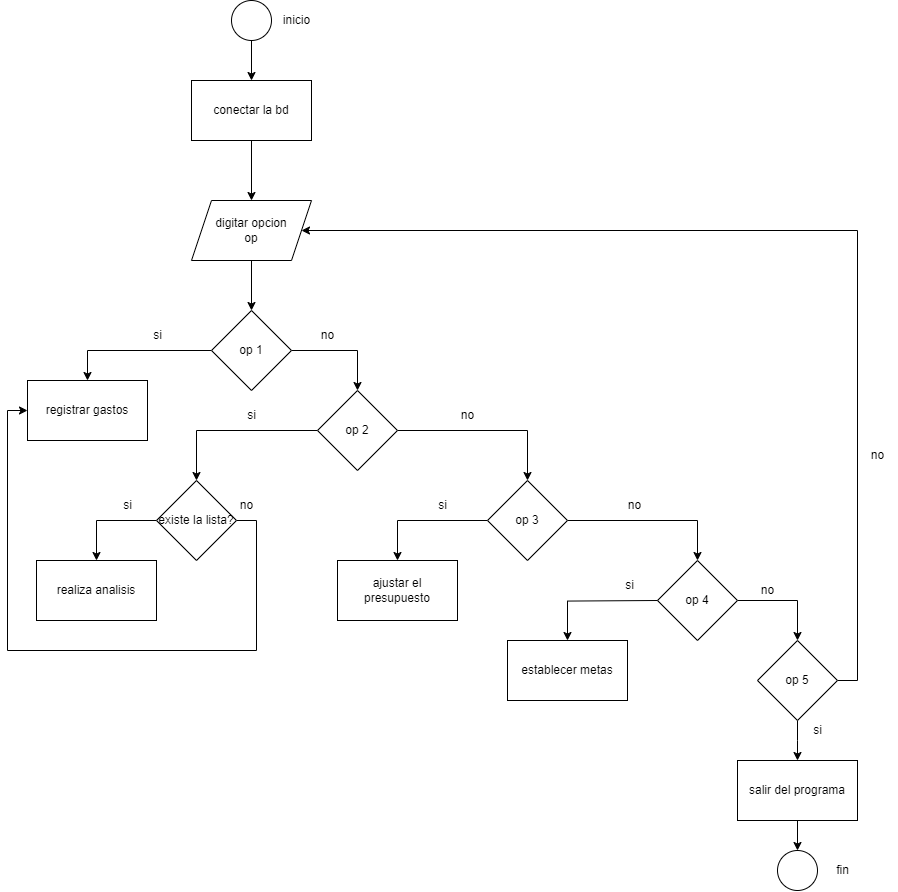 inicio
conectar la bd
digitar opcion
op
si
op 1
no
registrar gastos
si
op 2
no
no
si
existe la lista?
no
si
op 3
no
realiza analisis
ajustar el
presupuesto
si
op 4
no
establecer metas
op 5
si
salir del programa
fin